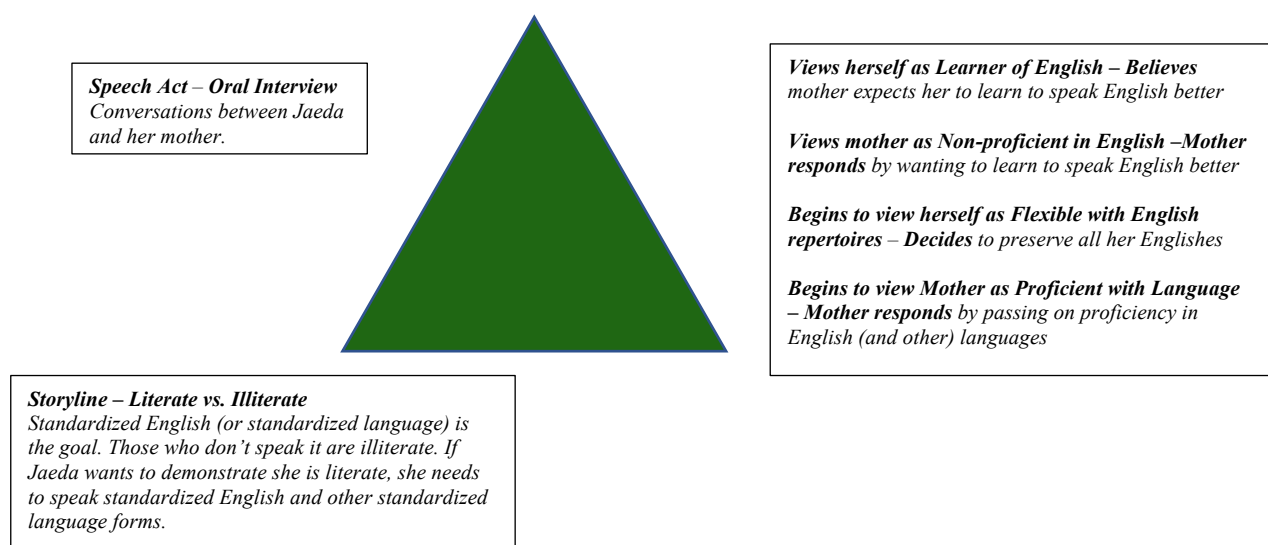 Speech Act – Oral Interview
Conversations between Jaeda
and her mother.
Views herself as Learner of English – Believes
mother expects her to learn to speak English better
Views mother as Non-proficient in English –Mother
responds by wanting to learn to speak English better
Begins to view herself as Flexible with English
repertoires – Decides to preserve all her Englishes
Begins to view Mother as Proficient with Language
– Mother responds by passing on proficiency in
English (and other) languages
Storyline – Literate vs. Illiterate
Standardized English (or standardized language) is
the goal. Those who don’t speak it are illiterate. If
Jaeda wants to demonstrate she is literate, she needs
to speak standardized English and other standardized
language forms.